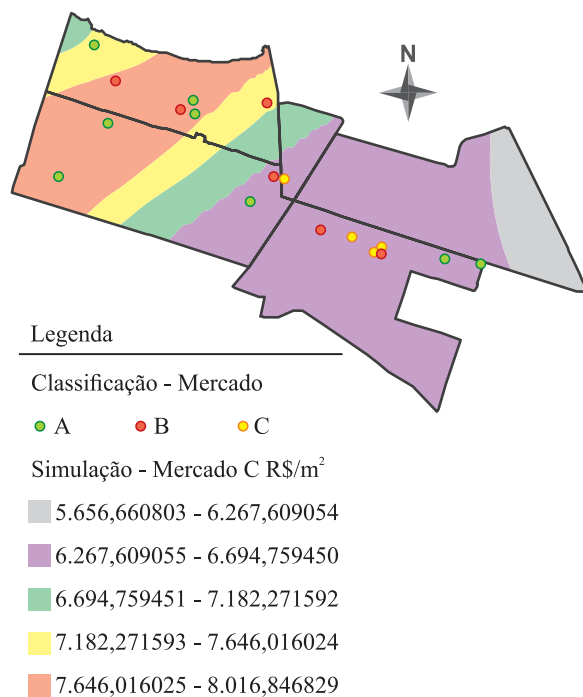 N
Legenda
Classificação - Mercado
A B C
Simulação - Mercado C R$/m²
5.656,660803 - 6.267,609054
6.267,609055 - 6.694,759450
6.694,759451 - 7.182,271592
7.182,271593 - 7.646,016024
7.646,016025 - 8.016,846829